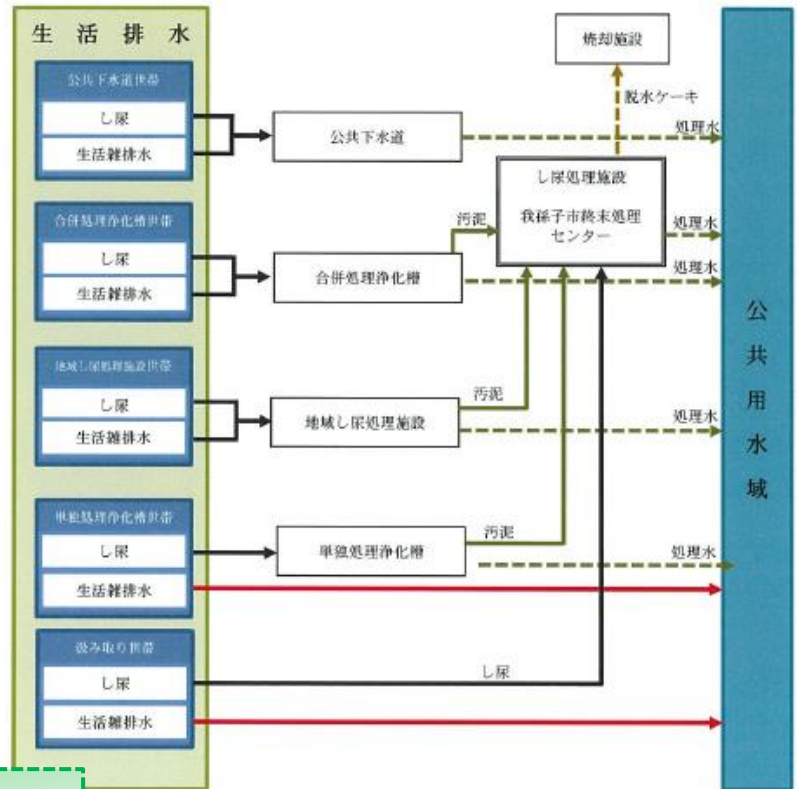 生活排水
公共下水道世帯
し尿
生活雑排水
合併処理浄化槽世帯
し尿
生活雑排水
地域し尿処理施設世帯
し尿
生活雑排水
単独処理浄化槽世帯
し尿
生活雑排水
汲み取り世帯
し尿
生活雑排水
公共下水道
合併処理浄化槽
地域し尿処理施設
単独処理浄化槽
汚泥
汚泥
汚泥
し尿
焼却施設
脱水ケーキ
し尿処理施設
我孫子市終末処理
センター
処理水
処理水
処理水
処理水
処理水
公共用水域